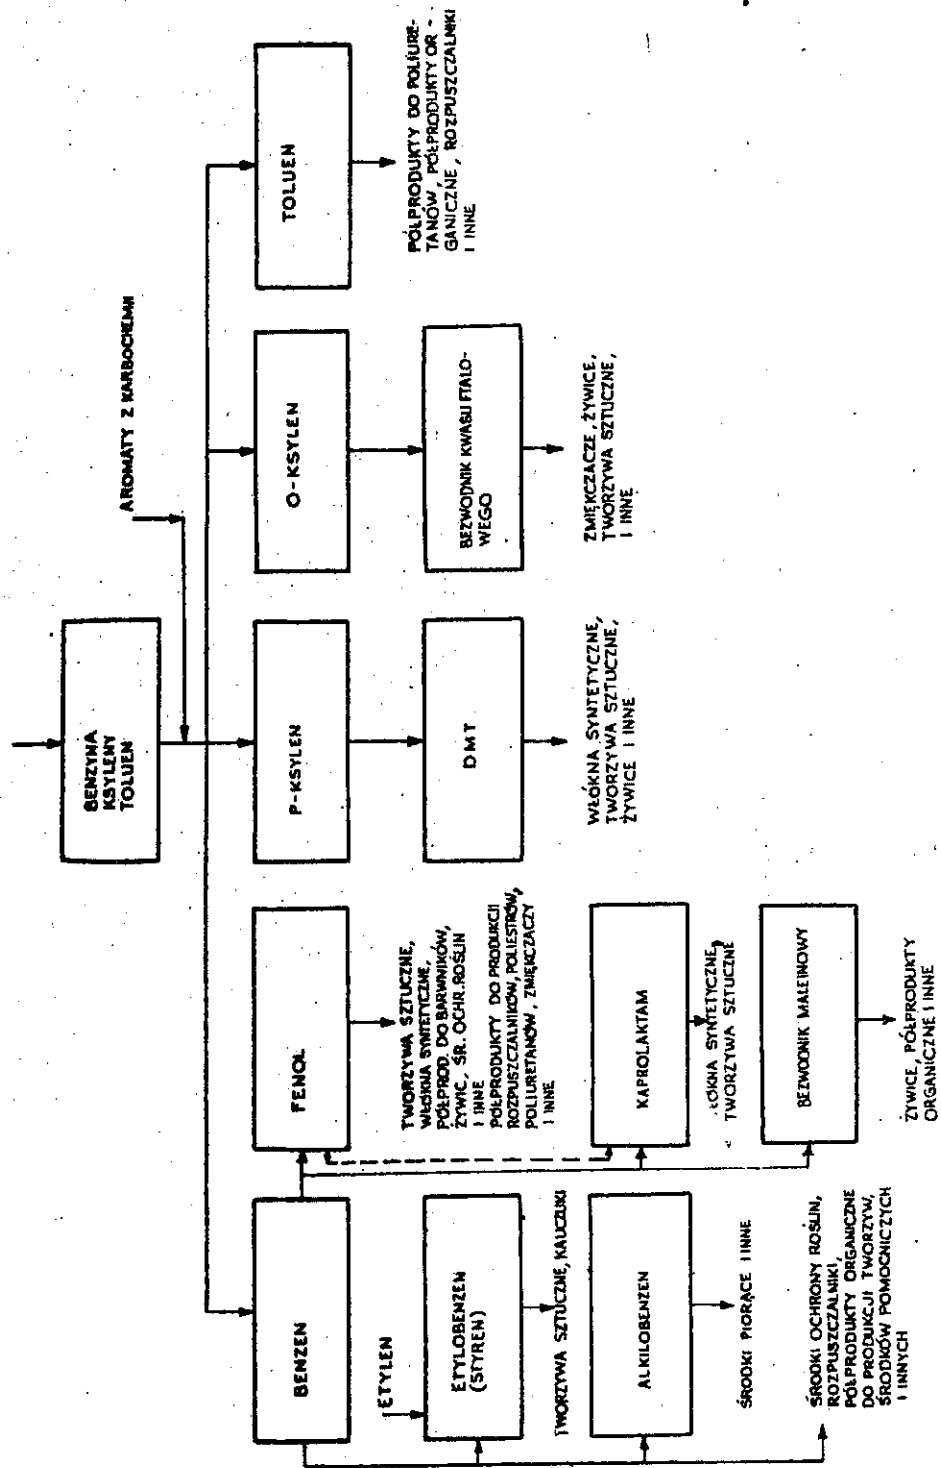 BENZYNA
KSYLENY
TOLUEN
AROMATY Z KARBOCHEMII
BENZEN
FENOL
P-KSYLEN
O-KSYLEN
TOLUEN
ETYLEN
ETYLOBENZEN
(STYREN)
TWORZYWA SZTUCZNE, KAUCZUKI
ALKILOBENZEN
ŚRODKI PIORĄCE I INNE
ŚRODKI OCHRONY ROŚLIN,
ROZPUSZCZALNIKI,
PÓŁPRODUKTY ORGANICZNE
DO PRODUKCJI TWORZYW,
ŚRODKÓW POMOCNICZYCH
I INNYCH
TWORZYWA SZTUCZNE,
WŁÓKNA SYNTETYCZNE,
PÓŁPROD. DO BARWNIKÓW,
ŻYWIC, ŚR. OCHR. ROŚLIN
I INNE
PÓŁPRODUKTY DO PRODUKCJI
ROZPUSZCZALNIKÓW, POLIESTRÓW,
POLIURETANÓW, ZMIĘKCZACZY
I INNE
KAPROLAKTAM
ŁÓKNA SYNTETYCZNE,
TWORZYWA SZTUCZNE
BEZWODNIK MALEINOWY
ŻYWICE, PÓŁPRODUKTY
ORGANICZNE I INNE
DMT
WŁÓKNA SYNTETYCZNE,
TWORZYWA SZTUCZNE,
ŻYWICE I INNE
BEZWODNIK KWASU FTALO-
WEGO
ZMIĘKCZACZE, ŻYWICE,
TWORZYWA SZTUCZNE,
I INNE
PÓŁPRODUKTY DO POLIURE-
TANÓW, PÓŁPRODUKTY OR-
GANICZNE, ROZPUSZCZALNIKI
I INNE